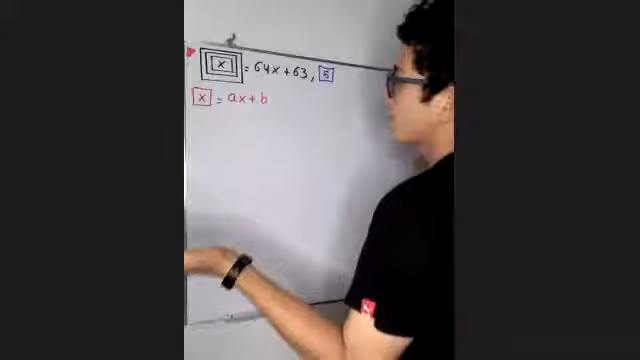 x = 64x + 63, 5
x = ax + b